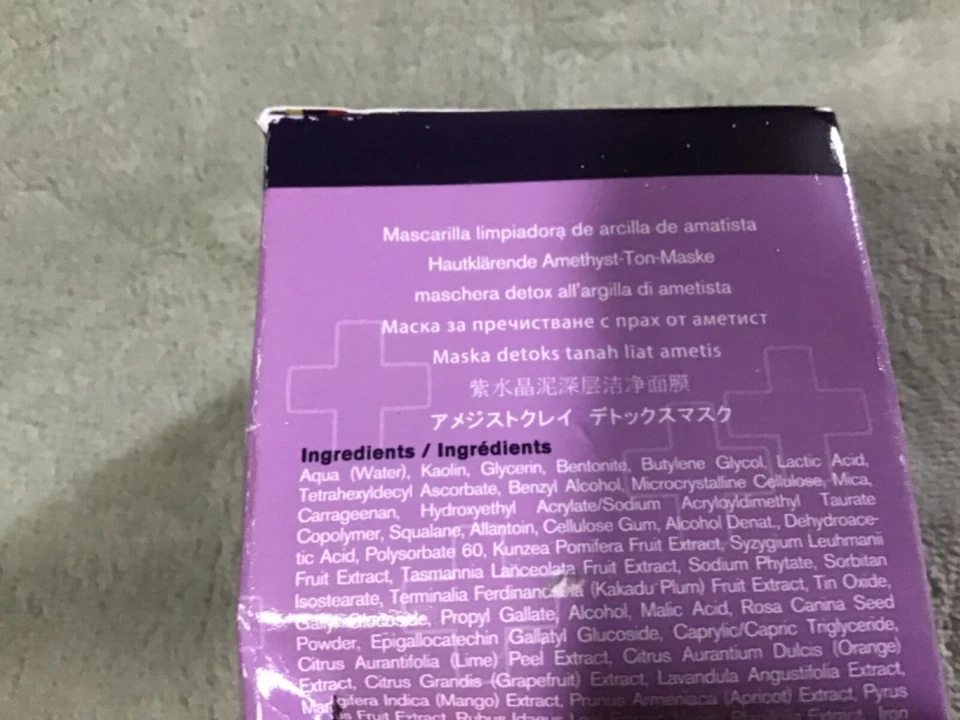 Mascarilla limpiadora de arcilla de amatista
Hautklärende Amethyst-Ton-Maske
maschera detox all'argilla di ametista
Маска за пречистване с прах от аметист
Maska detoks tanah liat ametis
紫水晶泥深层洁净面膜
アメジストクレイ デトックスマスク
Ingredients / Ingrédients
Aqua (Water), Kaolin, Glycerin, Bentonite, Butylene Glycol, Lactic Acid,
Tetrahexyldecyl Ascorbate, Benzyl Alcohol, Microcrystalline Cellulose, Mica,
Carrageenan, Hydroxyethyl Acrylate/Sodium Acryloyldimethyl Taurate
Copolymer, Squalane, Allantoin, Cellulose Gum, Alcohol Denat., Dehydroace-
tic Acid, Polysorbate 60, Kunzea Pomifera Fruit Extract, Syzygium Leuhmanii
Fruit Extract, Tasmannia Lanceolata Fruit Extract, Sodium Phytate, Sorbitan
Isostearate, Terminalia (Kakadu Plum) Fruit Extract, Tin Oxide,
Glucoside, Propyl Gallate, Alcohol, Malic Acid, Rosa Canina Seed
Powder, Epigallocatechin Gallatyl Glucoside, Caprylic/Capric Triglyceride,
Citrus Aurantifolia (Lime) Peel Extract, Citrus Aurantium Dulcis (Orange)
Extract, Citrus Grandis (Grapefruit) Extract, Lavandula Angustifolia Extract,
Indica (Mango) Extract, Prunus Armeniaca (Apricot) Extract, Pyrus
Fruit Extract, Rubus Idaeus Extract, Iron